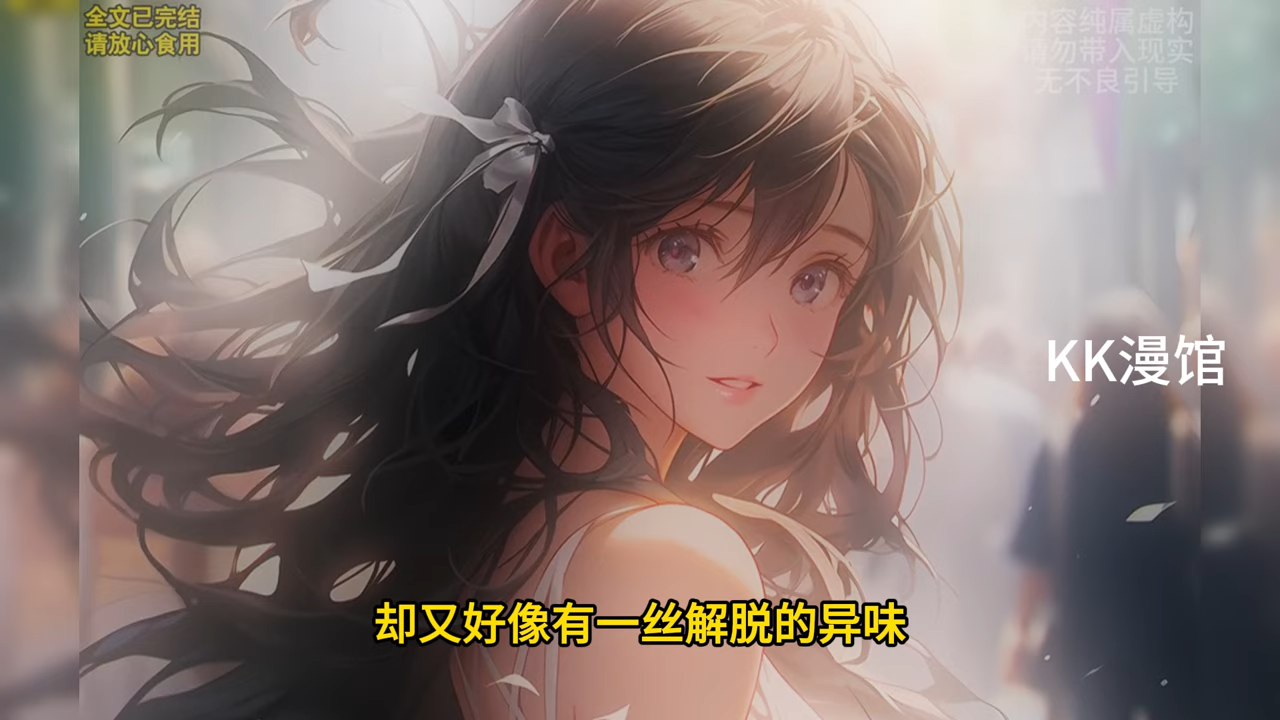 全文已完结
请放心食用
内容纯属虚构
请勿带入现实
无不良引导
KK漫馆
却又好像有一丝解脱的异味